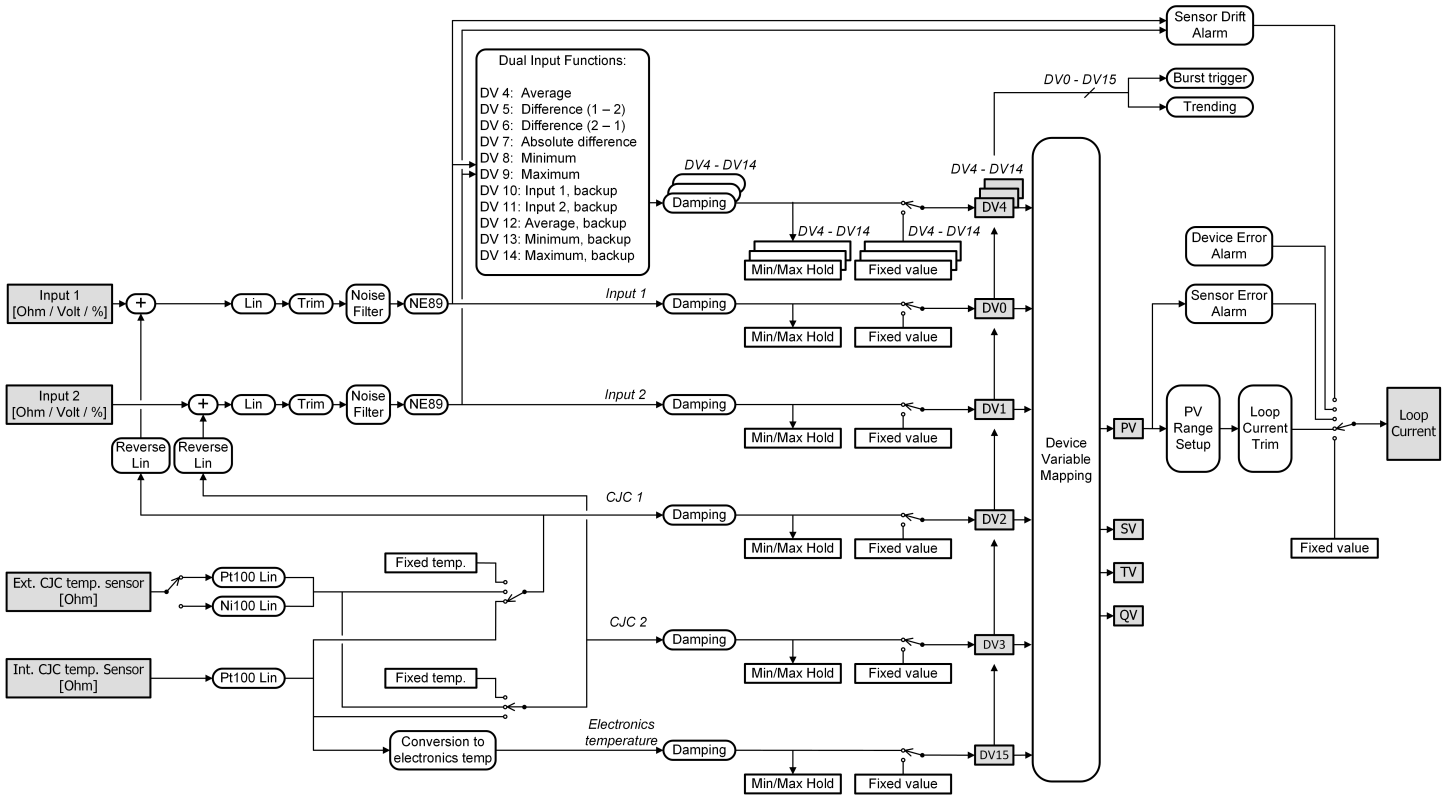 Sensor Drift
Alarm
Dual Input Functions:
DV 4: Average
DV 5: Difference (1 – 2)
DV 6: Difference (2 – 1)
DV 7: Absolute difference
DV 8: Minimum
DV 9: Maximum
DV 10: Input 1, backup
DV 11: Input 2, backup
DV 12: Average, backup
DV 13: Minimum, backup
DV 14: Maximum, backup
DV0 - DV15
Burst trigger
Trending
DV4 - DV14
Damping
DV4 - DV14
DV4
DV4 - DV14
Min/Max Hold
DV4 - DV14
Fixed value
Device Error
Alarm
Input 1
[Ohm / Volt / %]
+
Lin
Trim
Noise
Filter
NE89
Input 1
Damping
Min/Max Hold
Fixed value
DV0
Sensor Error
Alarm
Input 2
[Ohm / Volt / %]
+
Lin
Trim
Noise
Filter
NE89
Input 2
Damping
Min/Max Hold
Fixed value
DV1
Device
Variable
Mapping
PV
PV
Range
Setup
Loop
Current
Trim
Loop
Current
Reverse
Lin
Reverse
Lin
CJC 1
Damping
Min/Max Hold
Fixed value
DV2
SV
Fixed value
TV
QV
Ext. CJC temp. sensor
[Ohm]
Pt100 Lin
Ni100 Lin
Fixed temp.
CJC 2
Damping
Min/Max Hold
Fixed value
DV3
Int. CJC temp. Sensor
[Ohm]
Pt100 Lin
Fixed temp.
Conversion to
electronics temp
Electronics
temperature
Damping
Min/Max Hold
Fixed value
DV15